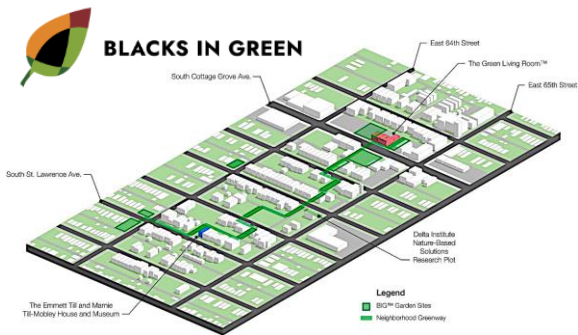 BLACKS IN GREEN
East 64th Street
The Green Living Room™
East 65th Street
South Cottage Grove Ave.
South St. Lawrence Ave.
Delta Institute
Nature-Based
Solutions
Research Plot
The Emmett Till and Mamie
Till-Mobley House and Museum
Legend
BIG™ Garden Sites
Neighborhood Greenway